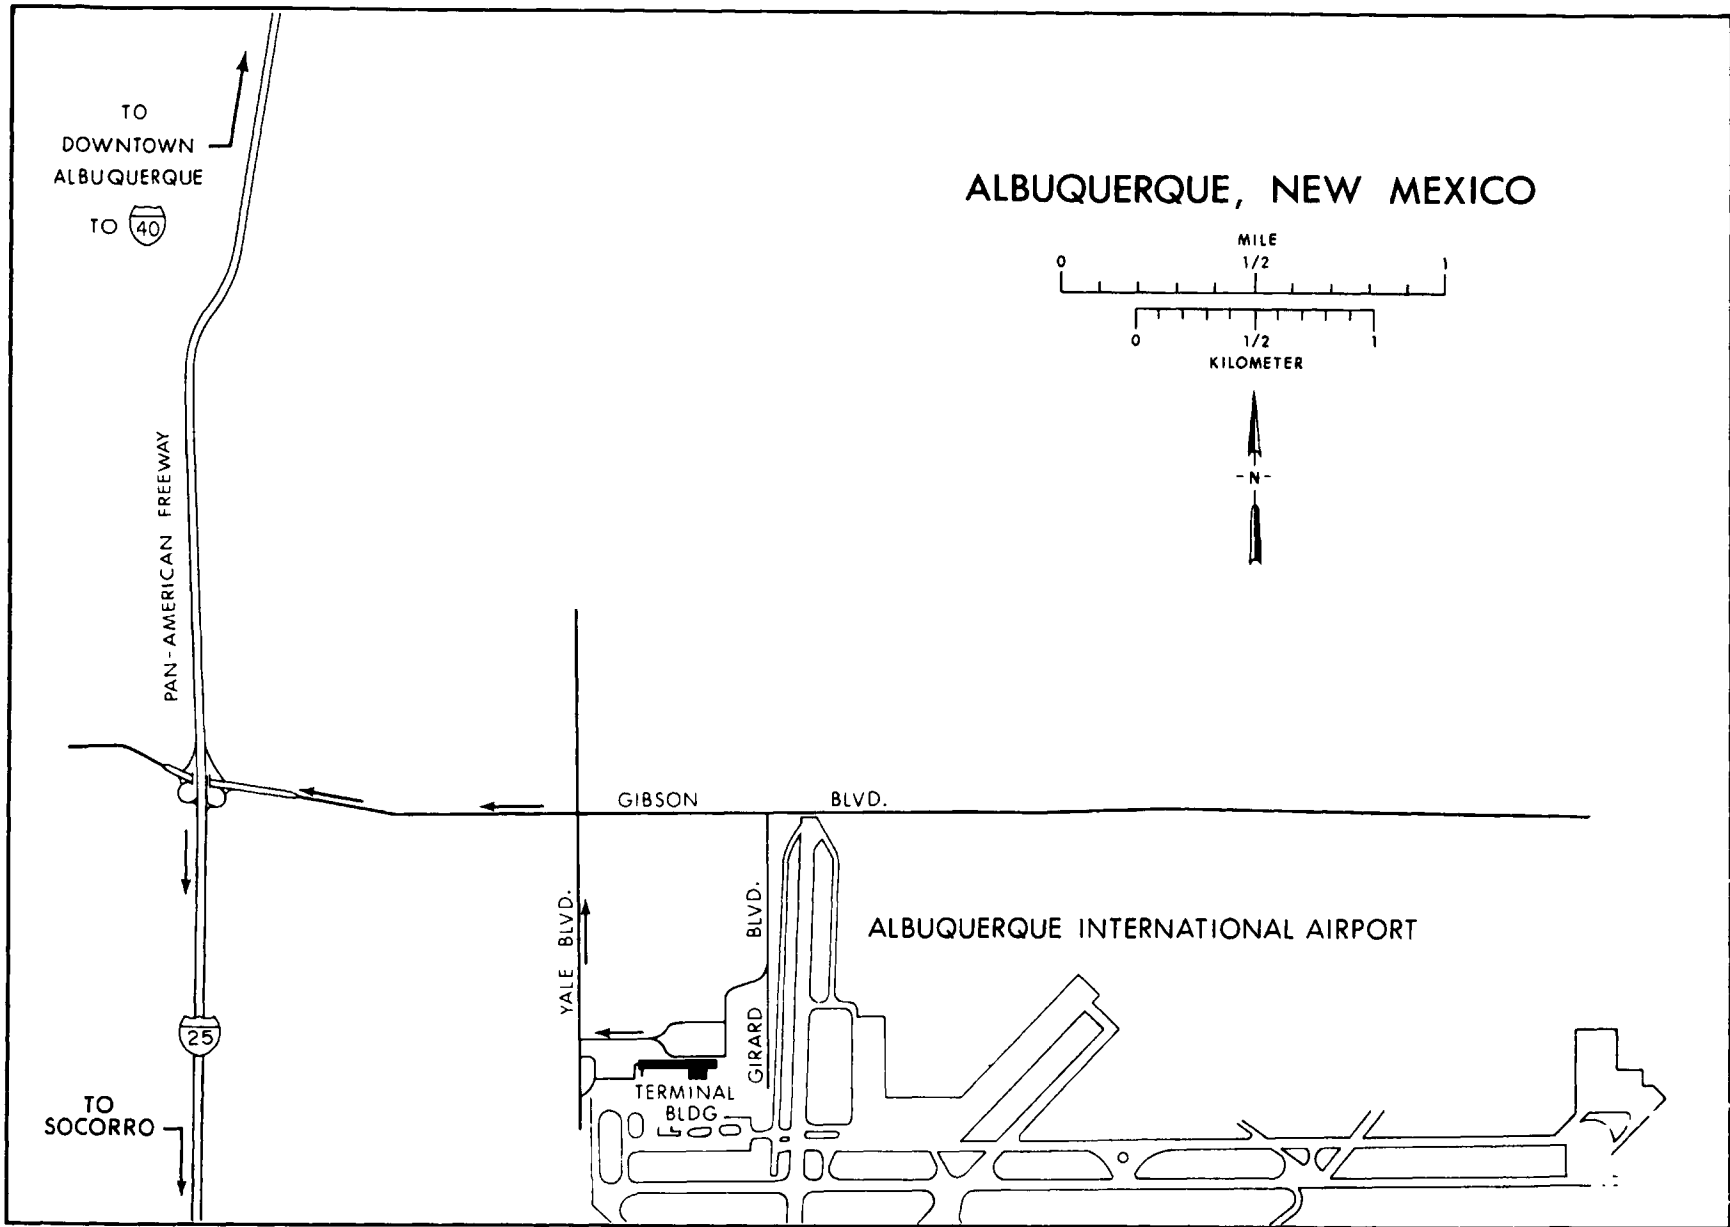 TO
DOWNTOWN
ALBUQUERQUE
TO 40
ALBUQUERQUE, NEW MEXICO
MILE
0 1/2 1
0 1/2 1
KILOMETER
-N-
PAN-AMERICAN FREEWAY
GIBSON BLVD.
YALE BLVD.
GIRARD BLVD.
ALBUQUERQUE INTERNATIONAL AIRPORT
25
TERMINAL
BLDG
TO
SOCORRO